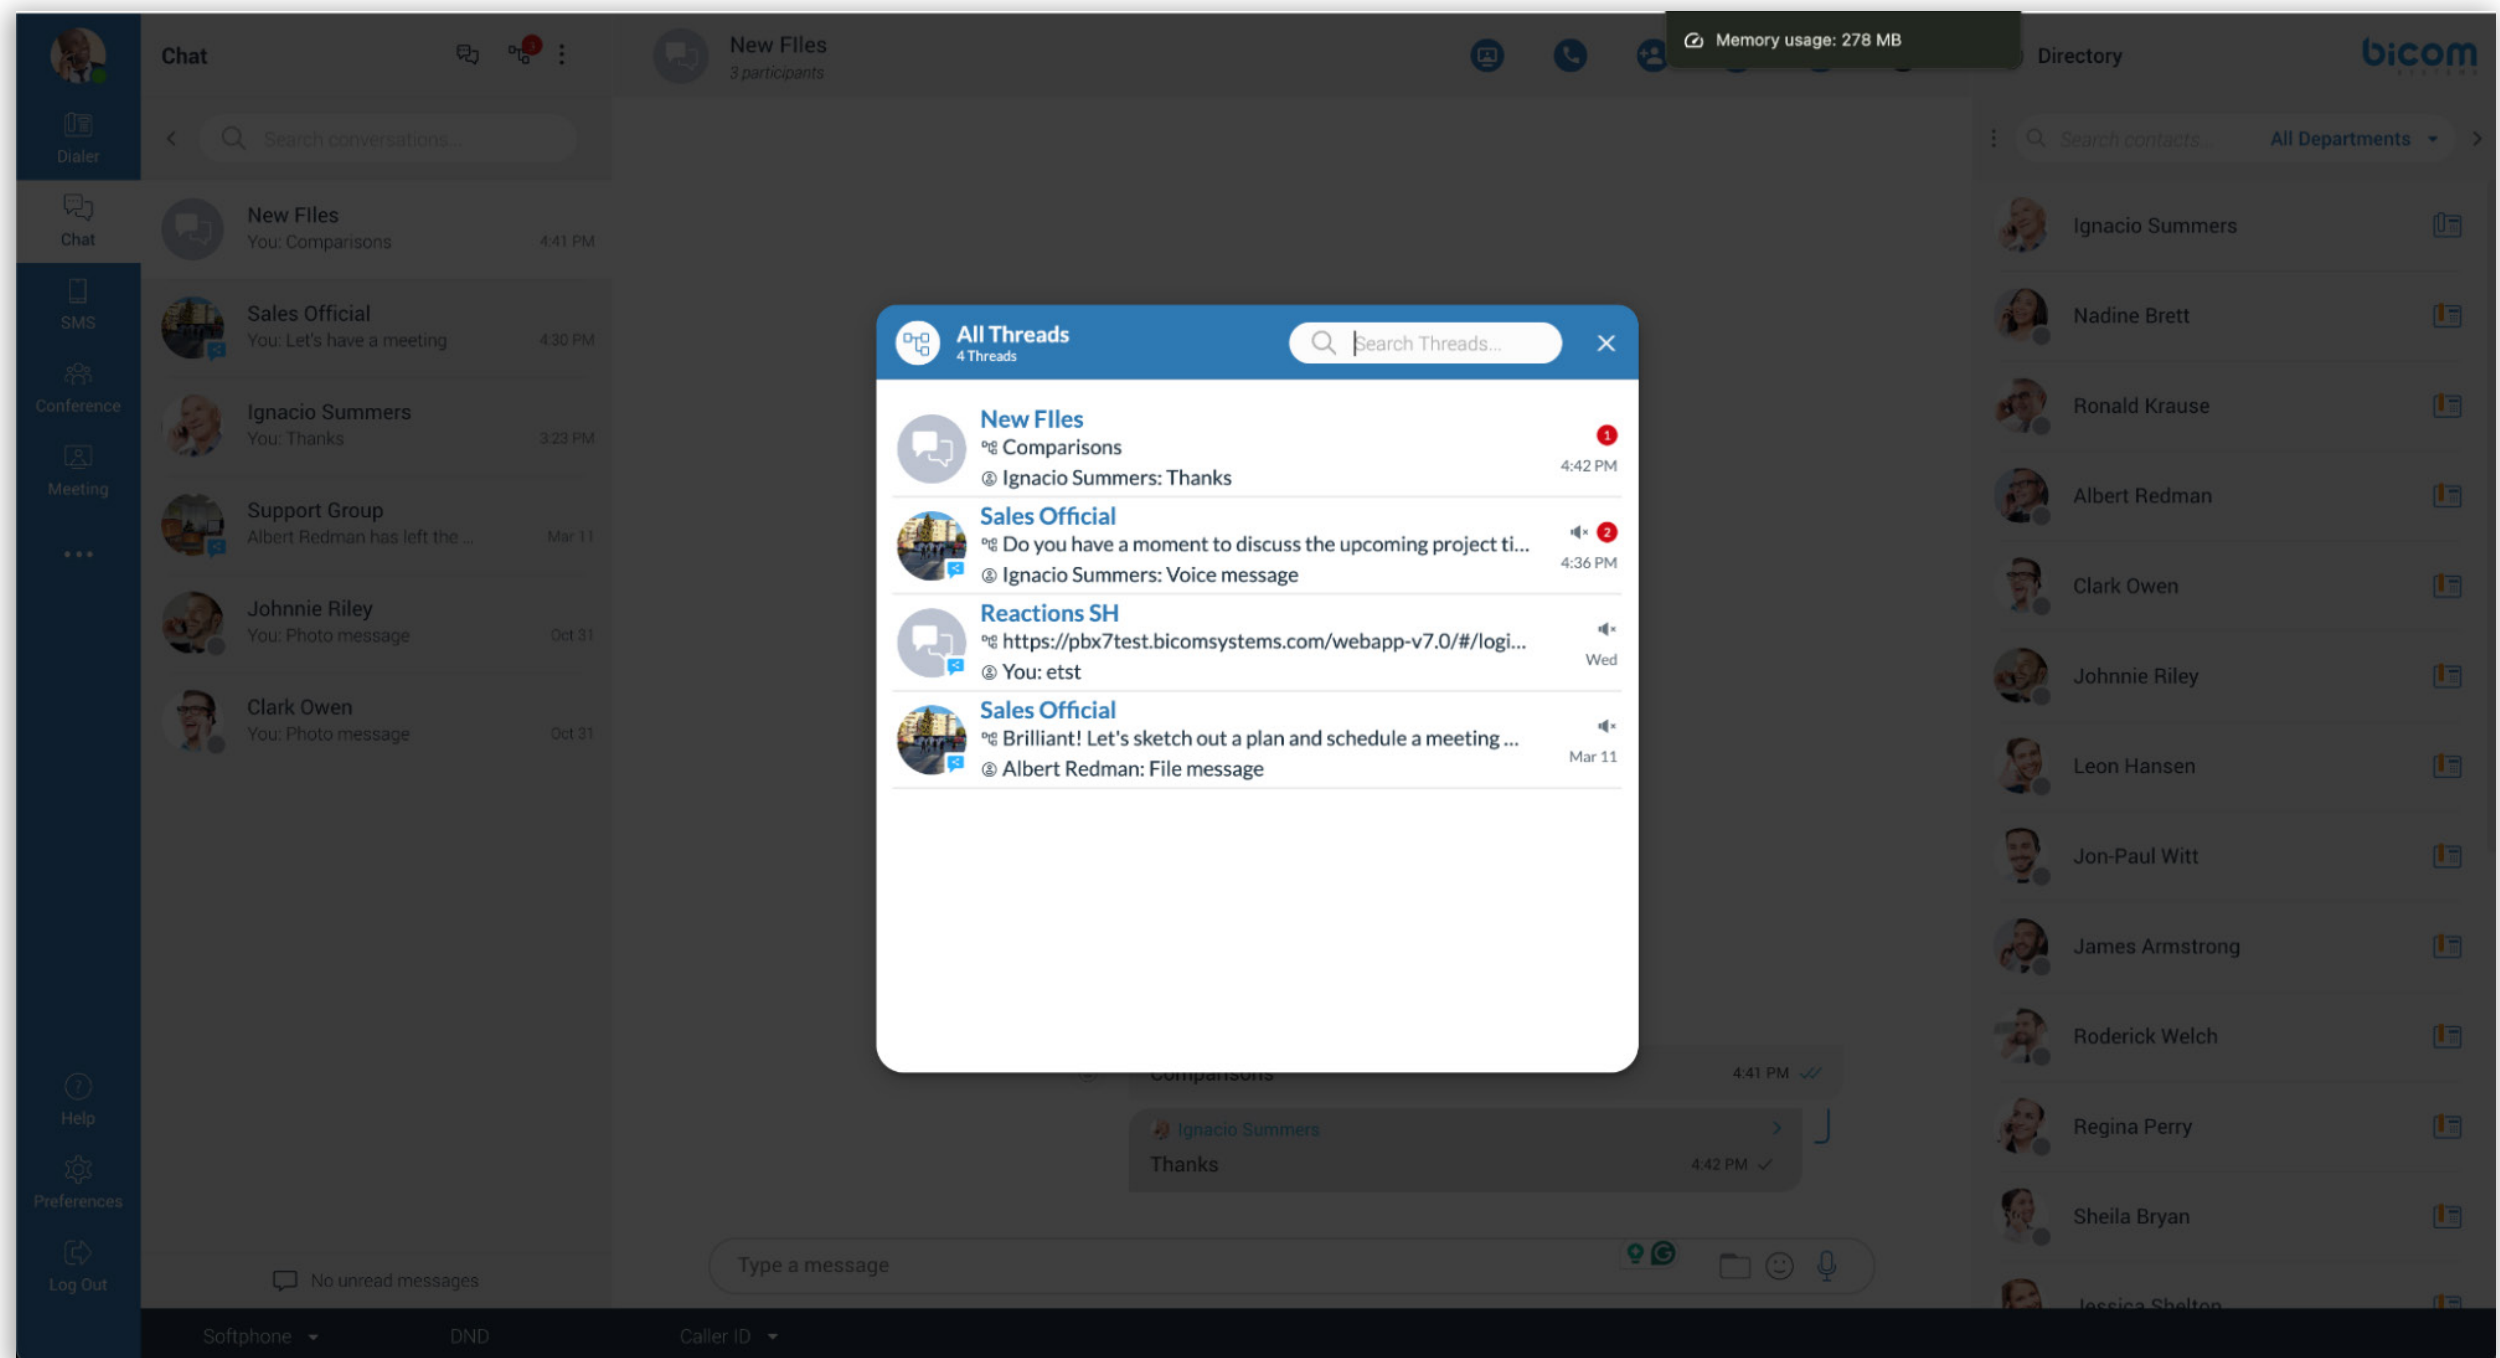 Memory usage: 278 MB
Chat
3
New FIles
3 participants
Directory
bicom
SYSTEMS
Dialer
Search conversations...
Search contacts...
All Departments
Chat
New FIles
You: Comparisons
4:41 PM
SMS
Sales Official
You: Let's have a meeting
4:30 PM
Conference
Ignacio Summers
You: Thanks
3:23 PM
Meeting
Support Group
Albert Redman has left the ...
Mar 11
Johnnie Riley
You: Photo message
Oct 31
Clark Owen
You: Photo message
Oct 31
Help
Preferences
Log Out
No unread messages
All Threads
4 Threads
Search Threads...
New FIles
Comparisons
Ignacio Summers: Thanks
1
4:42 PM
Sales Official
Do you have a moment to discuss the upcoming project ti...
Ignacio Summers: Voice message
2
4:36 PM
Reactions SH
https://pbx7test.bicomsystems.com/webapp-v7.0/#/logi...
You: etst
Wed
Sales Official
Brilliant! Let's sketch out a plan and schedule a meeting ...
Albert Redman: File message
Mar 11
Comparisons
4:41 PM
Ignacio Summers
Thanks
4:42 PM
Type a message
Ignacio Summers
Nadine Brett
Ronald Krause
Albert Redman
Clark Owen
Johnnie Riley
Leon Hansen
Jon-Paul Witt
James Armstrong
Roderick Welch
Regina Perry
Sheila Bryan
Jessica Shelton
Softphone
DND
Caller ID